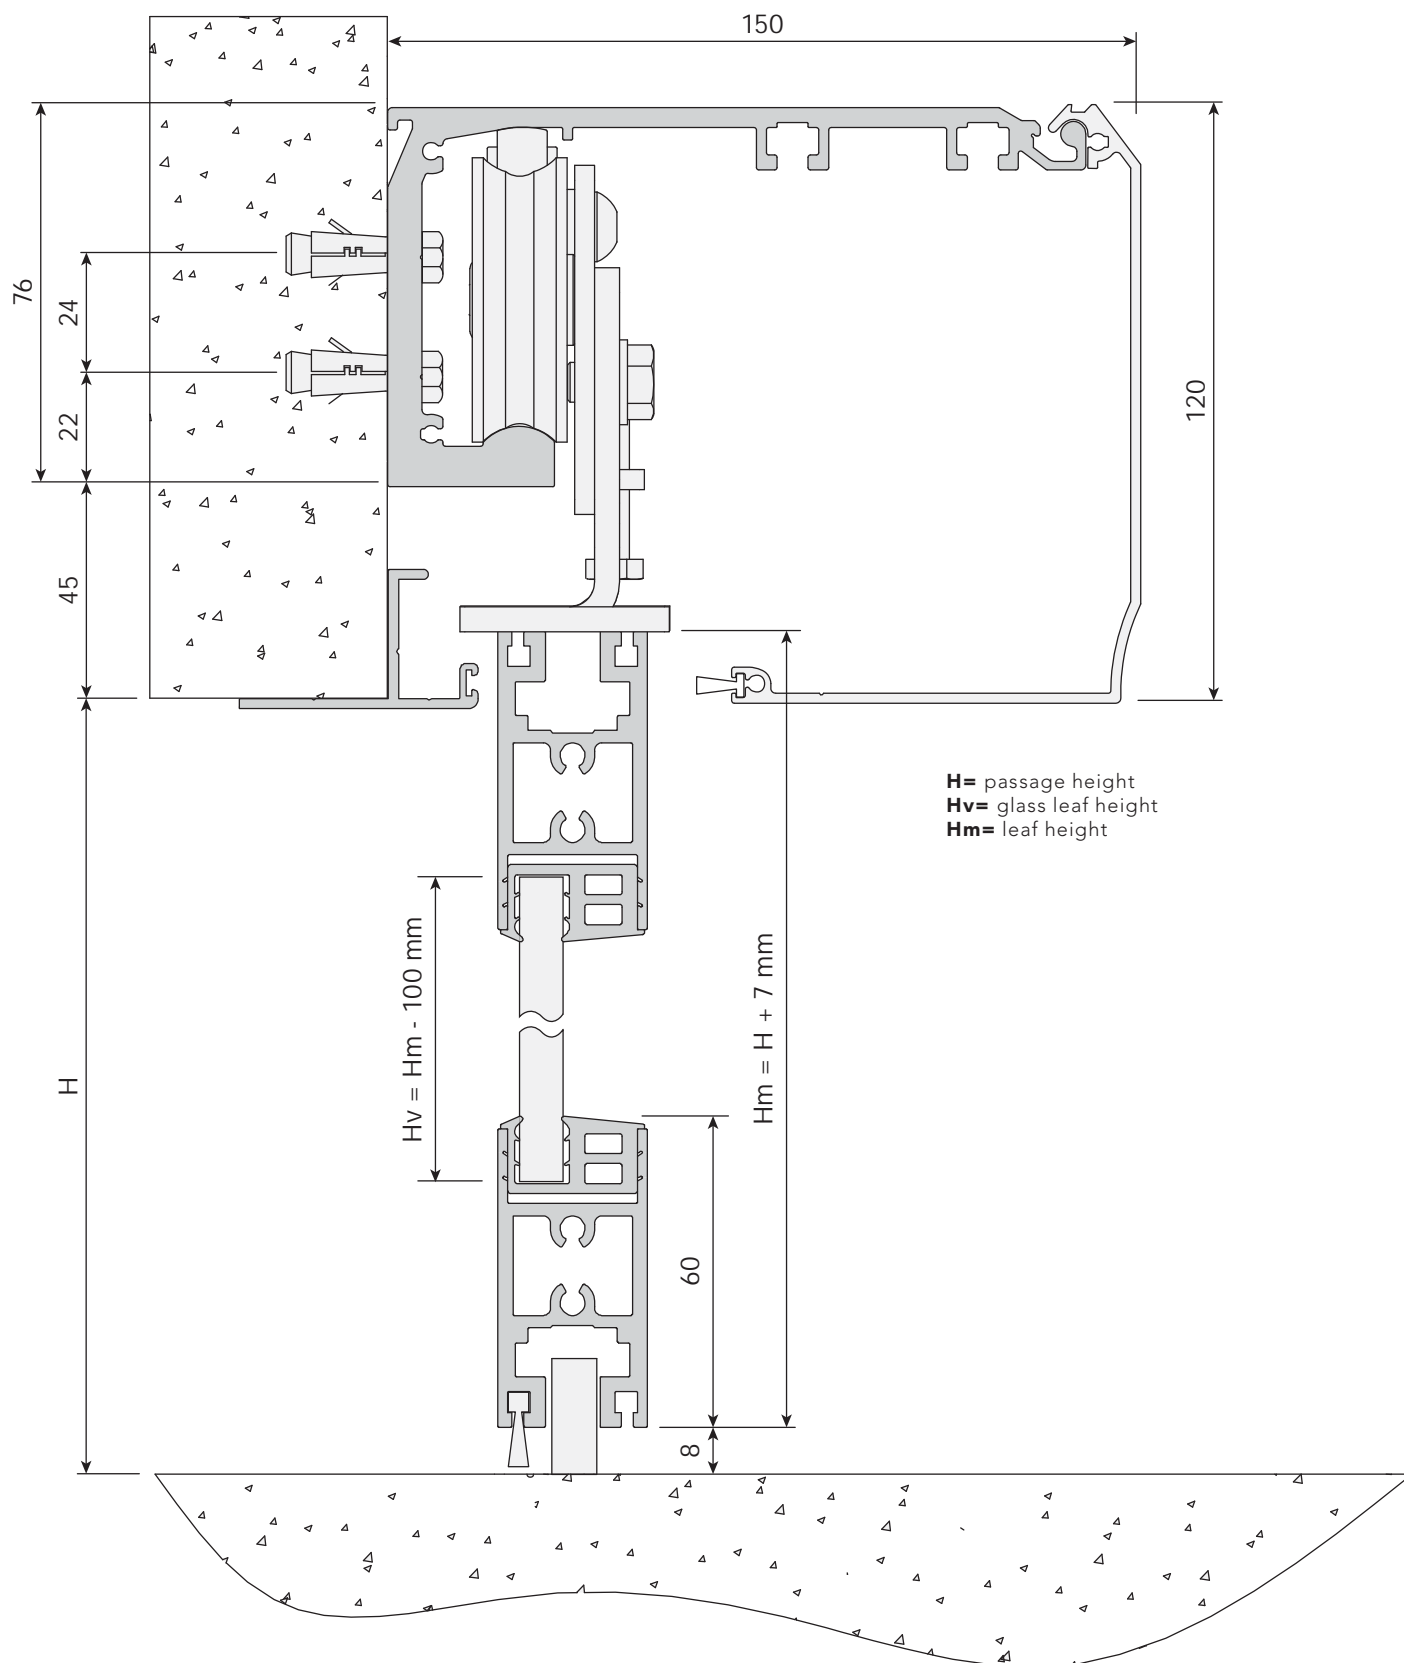 150
76
24
22
45
120
H= passage height
Hv= glass leaf height
Hm= leaf height
Hv = Hm - 100 mm
Hm = H + 7 mm
H
60
8